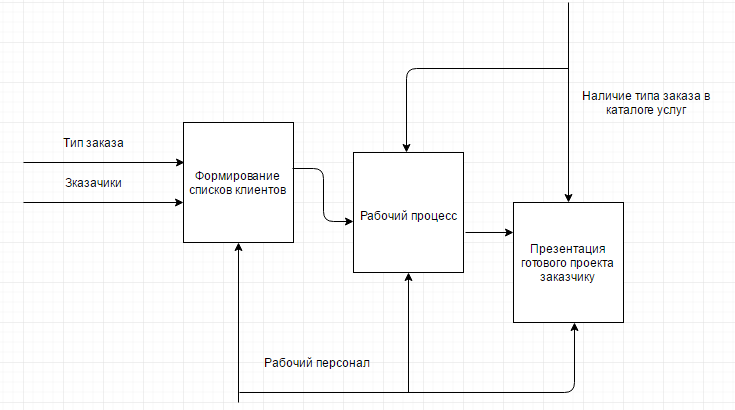 Наличие типа заказа в
каталоге услуг
Тип заказа
Зказачики
Формирование
списков клиентов
Рабочий процесс
Презентация
готового проекта
заказчику
Рабочий персонал